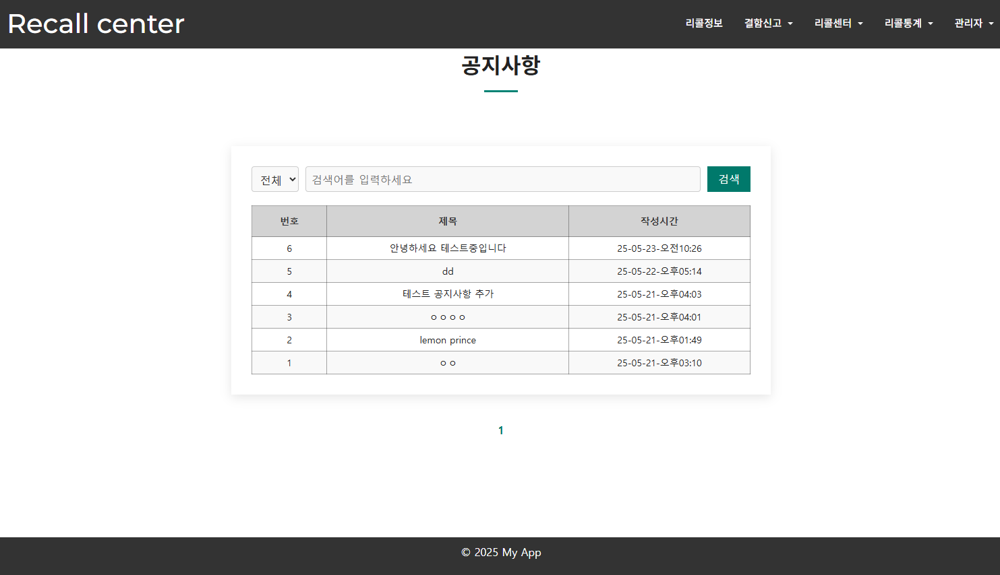 Recall center 리콜정보 결함신고 리콜센터 리콜통계 관리자
공지사항
전체 검색어를 입력하세요 검색
번호 제목 작성시간
6 안녕하세요 테스트중입니다 25-05-23-오전10:26
5 dd 25-05-22-오후05:14
4 테스트 공지사항 추가 25-05-21-오후04:03
3 ㅇㅇㅇㅇ 25-05-21-오후04:01
2 lemon prince 25-05-21-오후01:49
1 ㅇㅇ 25-05-21-오후03:10
1
© 2025 My App